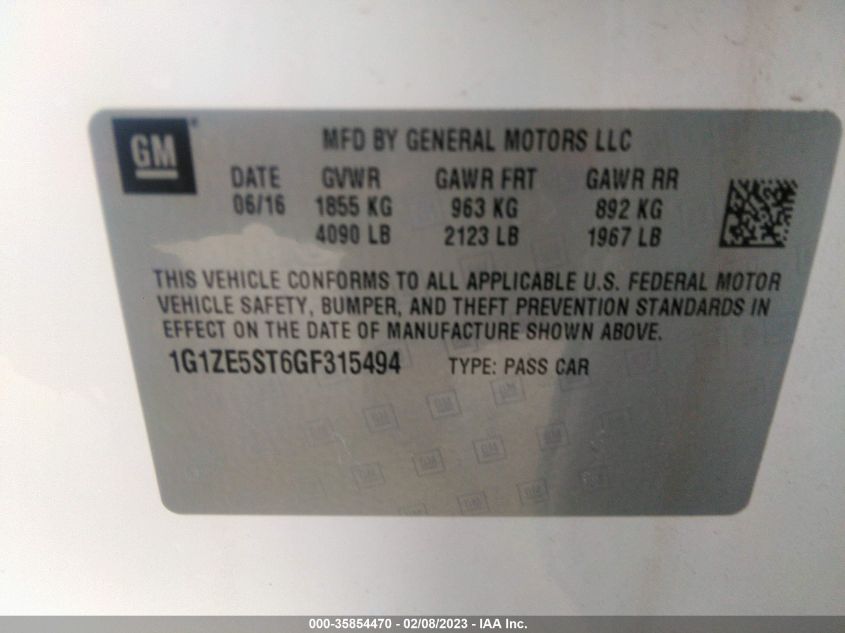 GM
MFD BY GENERAL MOTORS LLC
DATE GVWR GAWR FRT GAWR RR
06/16 1855 KG 963 KG 892 KG
4090 LB 2123 LB 1967 LB
THIS VEHICLE CONFORMS TO ALL APPLICABLE U.S. FEDERAL MOTOR
VEHICLE SAFETY, BUMPER, AND THEFT PREVENTION STANDARDS IN
EFFECT ON THE DATE OF MANUFACTURE SHOWN ABOVE.
1G1ZE5ST6GF315494 TYPE: PASS CAR
000-35854470 - 02/08/2023 - IAA Inc.